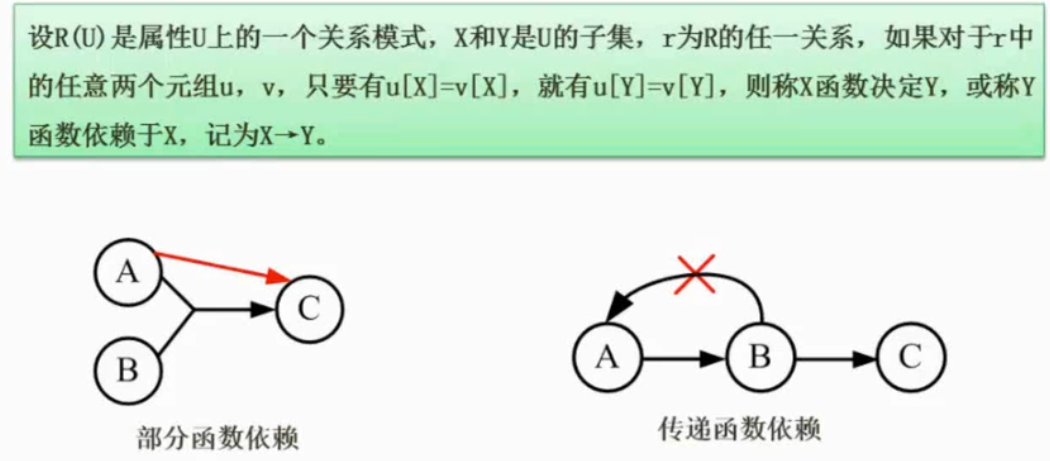 设R(U)是属性U上的一个关系模式，X和Y是U的子集，r为R的任一关系，如果对于r中
的任意两个元组u，v，只要有u[X]=v[X]，就有u[Y]=v[Y]，则称X函数决定Y，或称Y
函数依赖于X，记为X→Y。
A
B
C
部分函数依赖
A
B
C
传递函数依赖